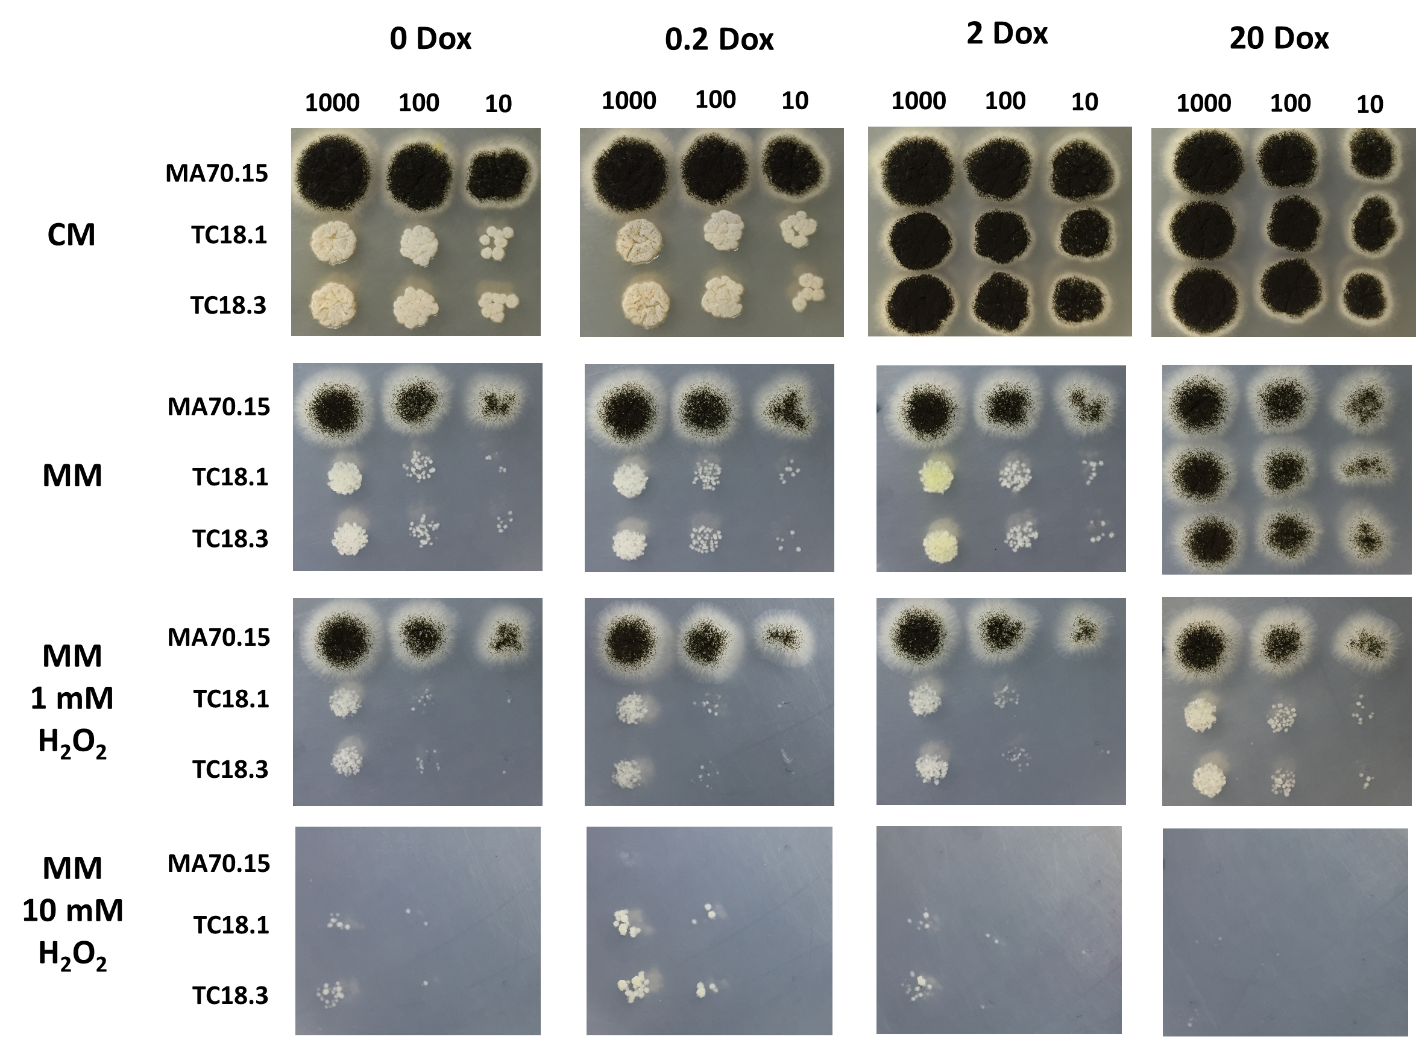 0 Dox 0.2 Dox 2 Dox 20 Dox
1000 100 10 1000 100 10 1000 100 10 1000 100 10
CM
MA70.15
TC18.1
TC18.3
MM
MA70.15
TC18.1
TC18.3
MM
1 mM
H₂O₂
MA70.15
TC18.1
TC18.3
MM
10 mM
H₂O₂
MA70.15
TC18.1
TC18.3